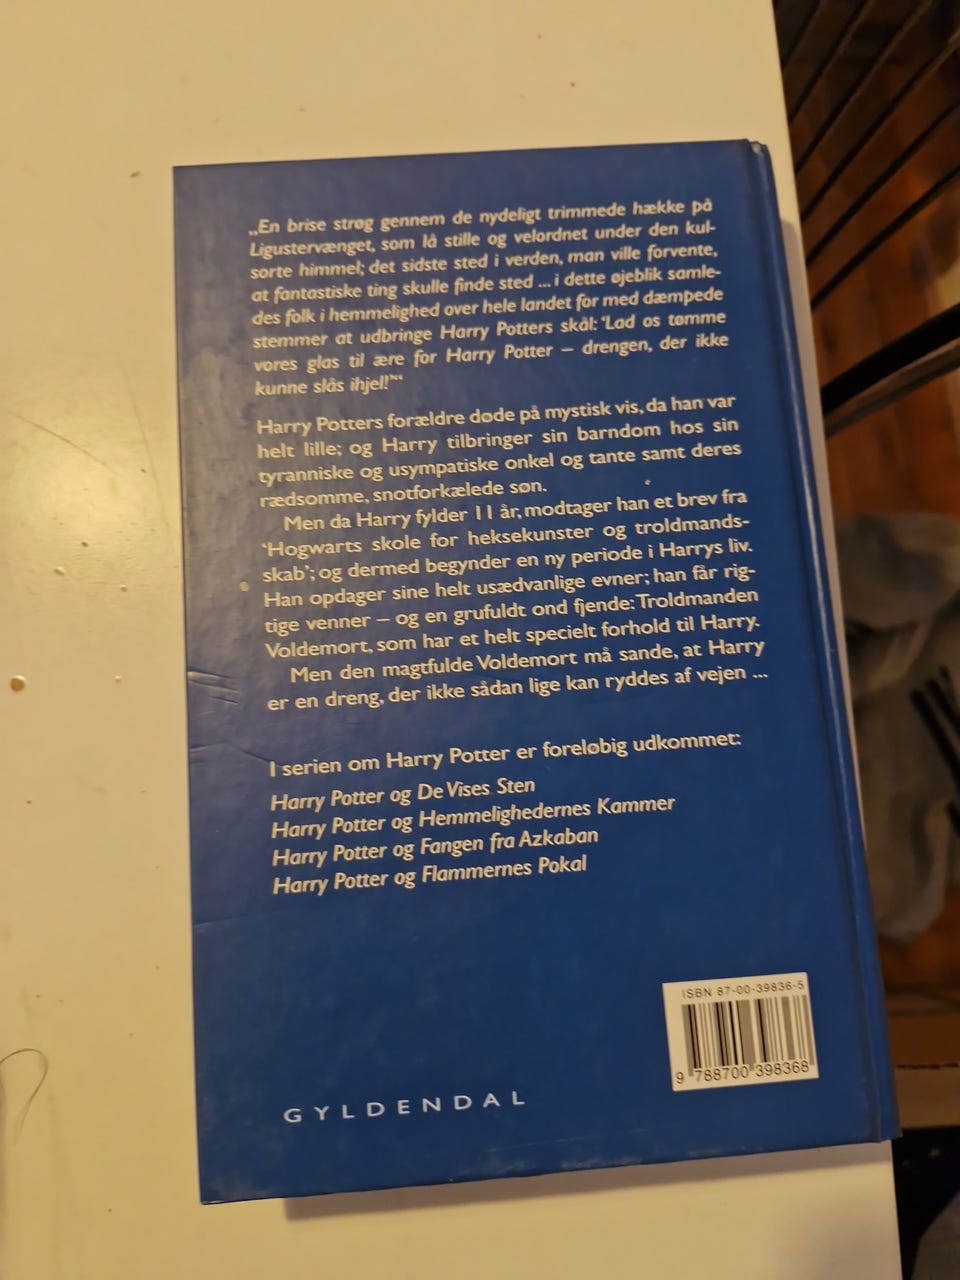 „En brise strøg gennem de nydeligt trimmede hække på
Ligustervænget, som lå stille og velordnet under den kul-
sorte himmel; det sidste sted i verden, man ville forvente,
at fantastiske ting skulle finde sted ... i dette øjeblik samle-
des folk i hemmelighed over hele landet for med dæmpede
stemmer at udbringe Harry Potters skål: 'Lad os tømme
vores glas til ære for Harry Potter – drengen, der ikke
kunne slås ihjel!'“
Harry Potters forældre døde på mystisk vis, da han var
helt lille; og Harry tilbringer sin barndom hos sin
tyranniske og usympatiske onkel og tante samt deres
rædsomme, snotforkælede søn.
Men da Harry fylder 11 år, modtager han et brev fra
'Hogwarts skole for heksekunster og troldmands-
skab'; og dermed begynder en ny periode i Harrys liv.
Han opdager sine helt usædvanlige evner; han får rig-
tige venner – og en grufuldt ond fjende: Troldmanden
Voldemort, som har et helt specielt forhold til Harry.
Men den magtfulde Voldemort må sande, at Harry
er en dreng, der ikke sådan lige kan ryddes af vejen ...
I serien om Harry Potter er foreløbig udkommet:
Harry Potter og De Vises Sten
Harry Potter og Hemmelighedernes Kammer
Harry Potter og Fangen fra Azkaban
Harry Potter og Flammernes Pokal
ISBN 87-00-39836-5
9 788700 398368
GYLDENDAL